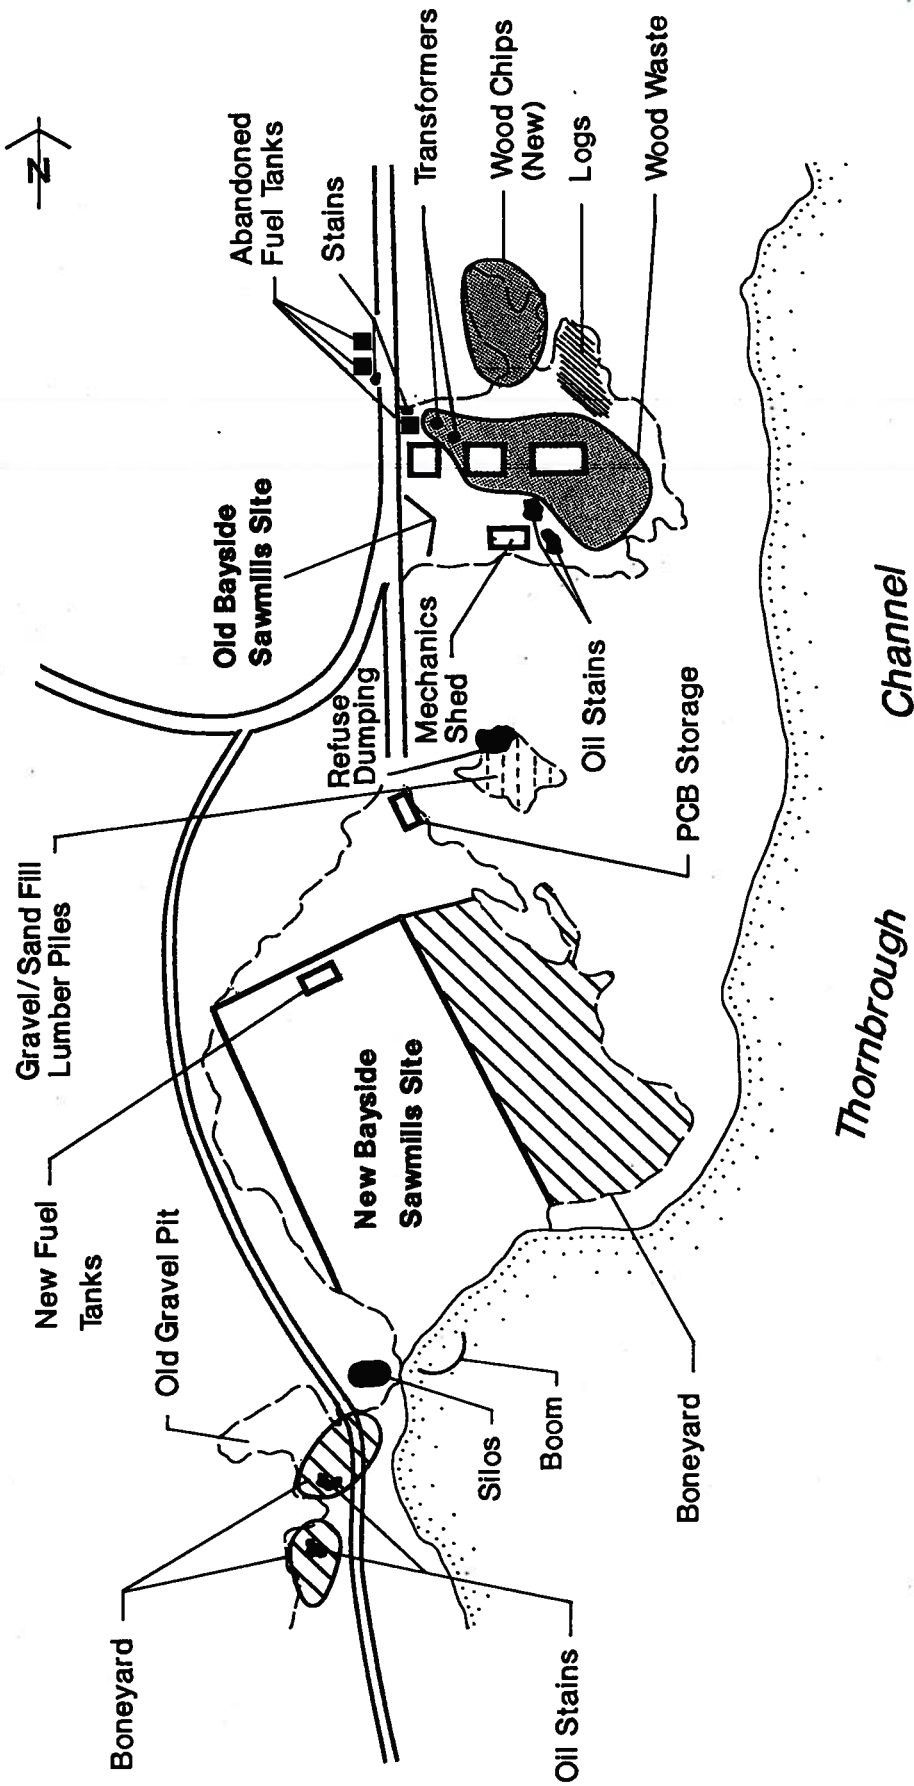 N
Abandoned
Fuel Tanks
Stains
Transformers
Wood Chips
(New)
Logs
Wood Waste
Old Bayside
Sawmills Site
Refuse
Dumping
Mechanics
Shed
Oil Stains
PCB Storage
Gravel/Sand Fill
Lumber Piles
New Fuel
Tanks
New Bayside
Sawmills Site
Old Gravel Pit
Silos
Boom
Boneyard
Boneyard
Oil Stains
Thornbrough
Channel